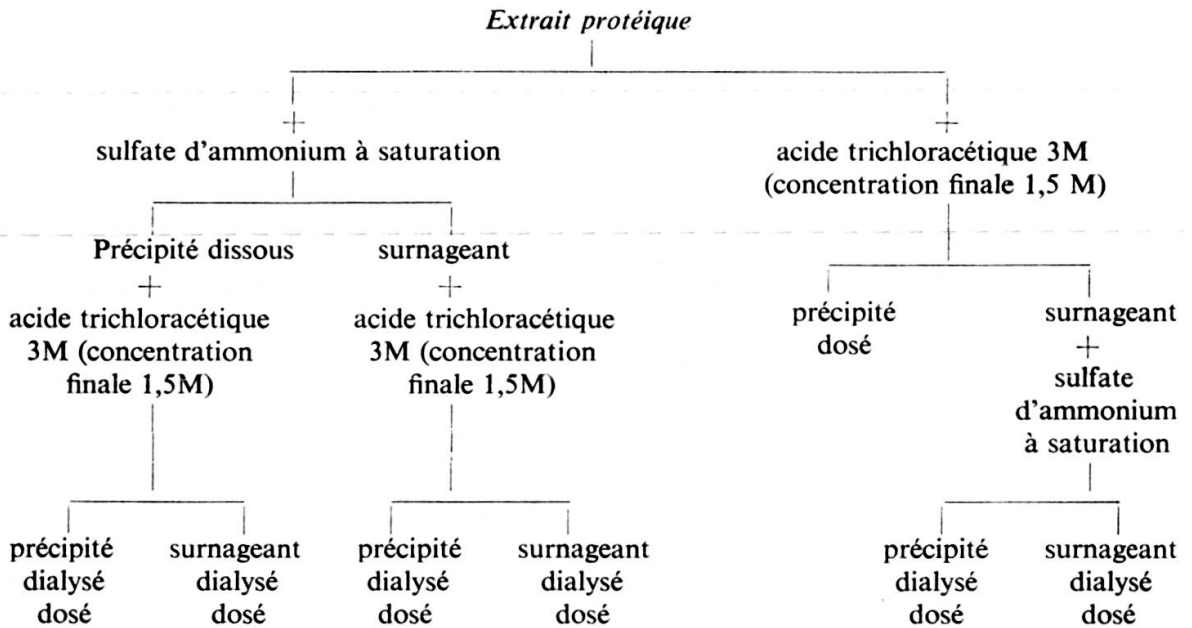 Extrait protéique
+
sulfate d'ammonium à saturation
+
acide trichloracétique 3M
(concentration finale 1,5 M)
Précipité dissous
+
acide trichloracétique
3M (concentration
finale 1,5M)
surnageant
+
acide trichloracétique
3M (concentration
finale 1,5M)
précipité
dosé
surnageant
+
sulfate
d'ammonium
à saturation
précipité
dialysé
dosé
surnageant
dialysé
dosé
précipité
dialysé
dosé
surnageant
dialysé
dosé
précipité
dialysé
dosé
surnageant
dialysé
dosé